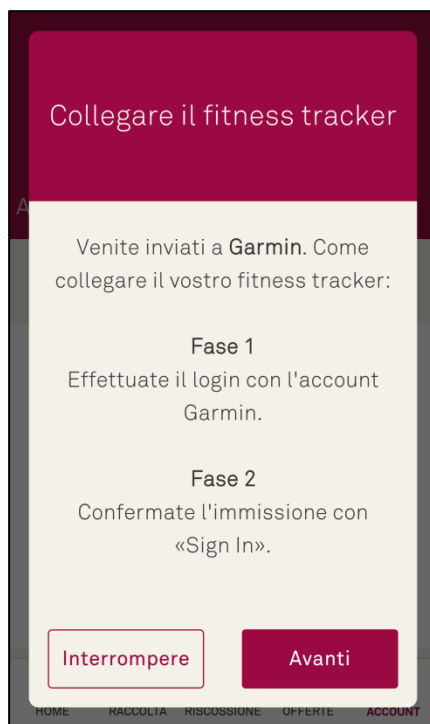 Collegare il fitness tracker
A
Venite inviati a Garmin. Come
collegare il vostro fitness tracker:
Fase 1
Effettuate il login con l'account
Garmin.
Fase 2
Confermate l'immissione con
«Sign In».
Interrompere
Avanti
HOME RACCOLTA RISCOSSIONE OFFERTE ACCOUNT